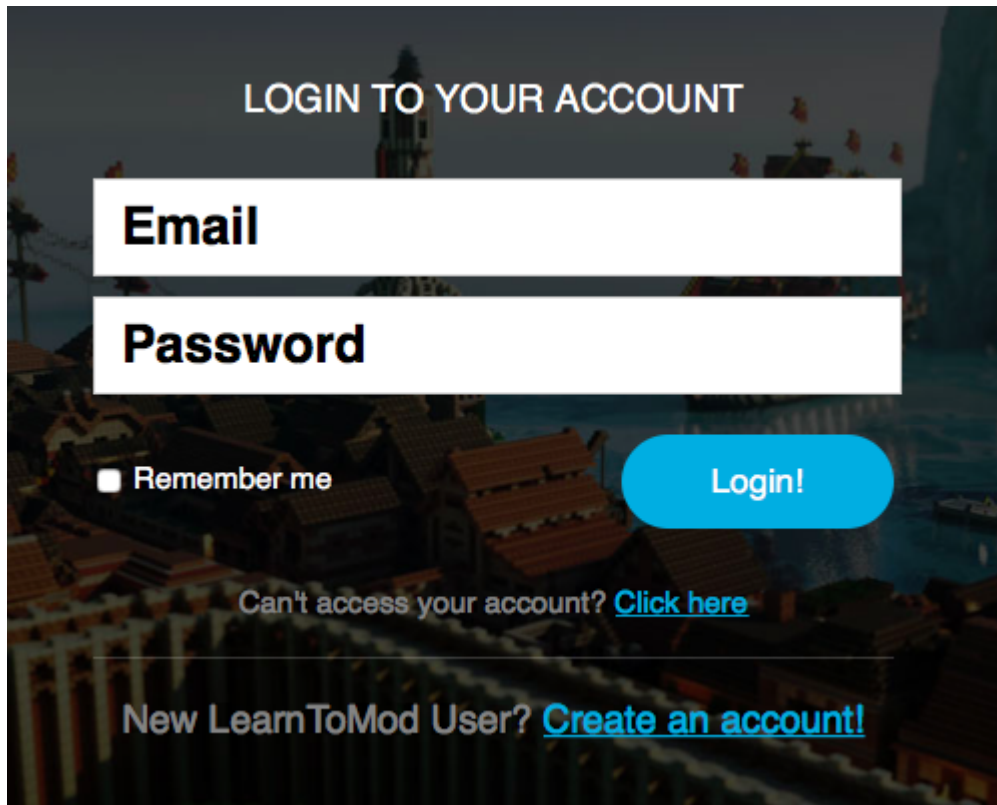 LOGIN TO YOUR ACCOUNT
Email
Password
Remember me
Login!
Can't access your account? Click here
New LearnToMod User? Create an account!